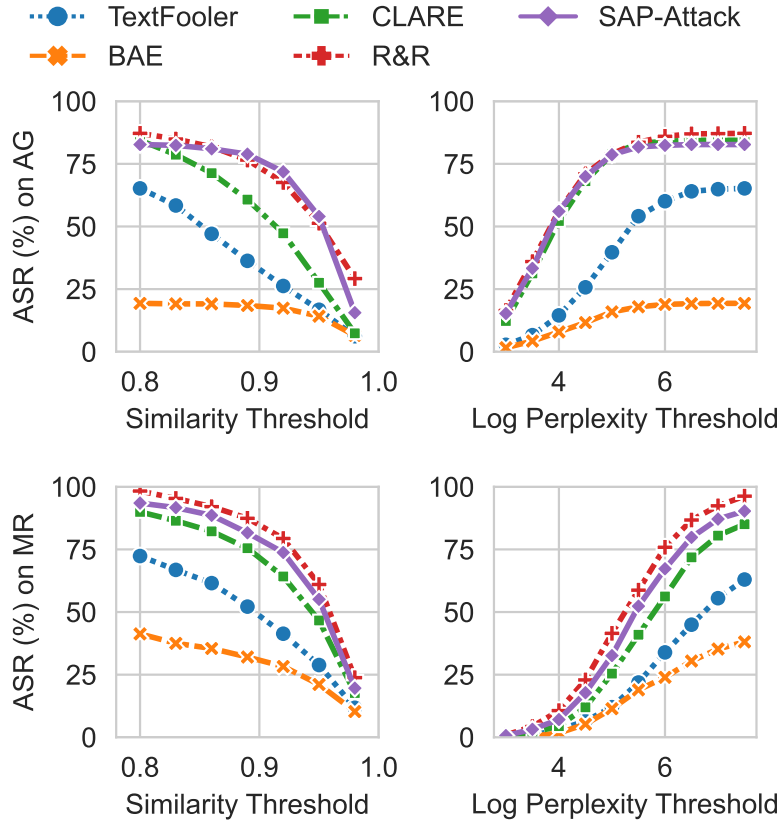 TextFooler CLARE SAP-Attack
BAE R&R
ASR (%) on AG
100
75
50
25
0
0.8 0.9 1.0
Similarity Threshold
100
75
50
25
0
4 6
Log Perplexity Threshold
ASR (%) on MR
100
75
50
25
0
0.8 0.9 1.0
Similarity Threshold
100
75
50
25
0
4 6
Log Perplexity Threshold